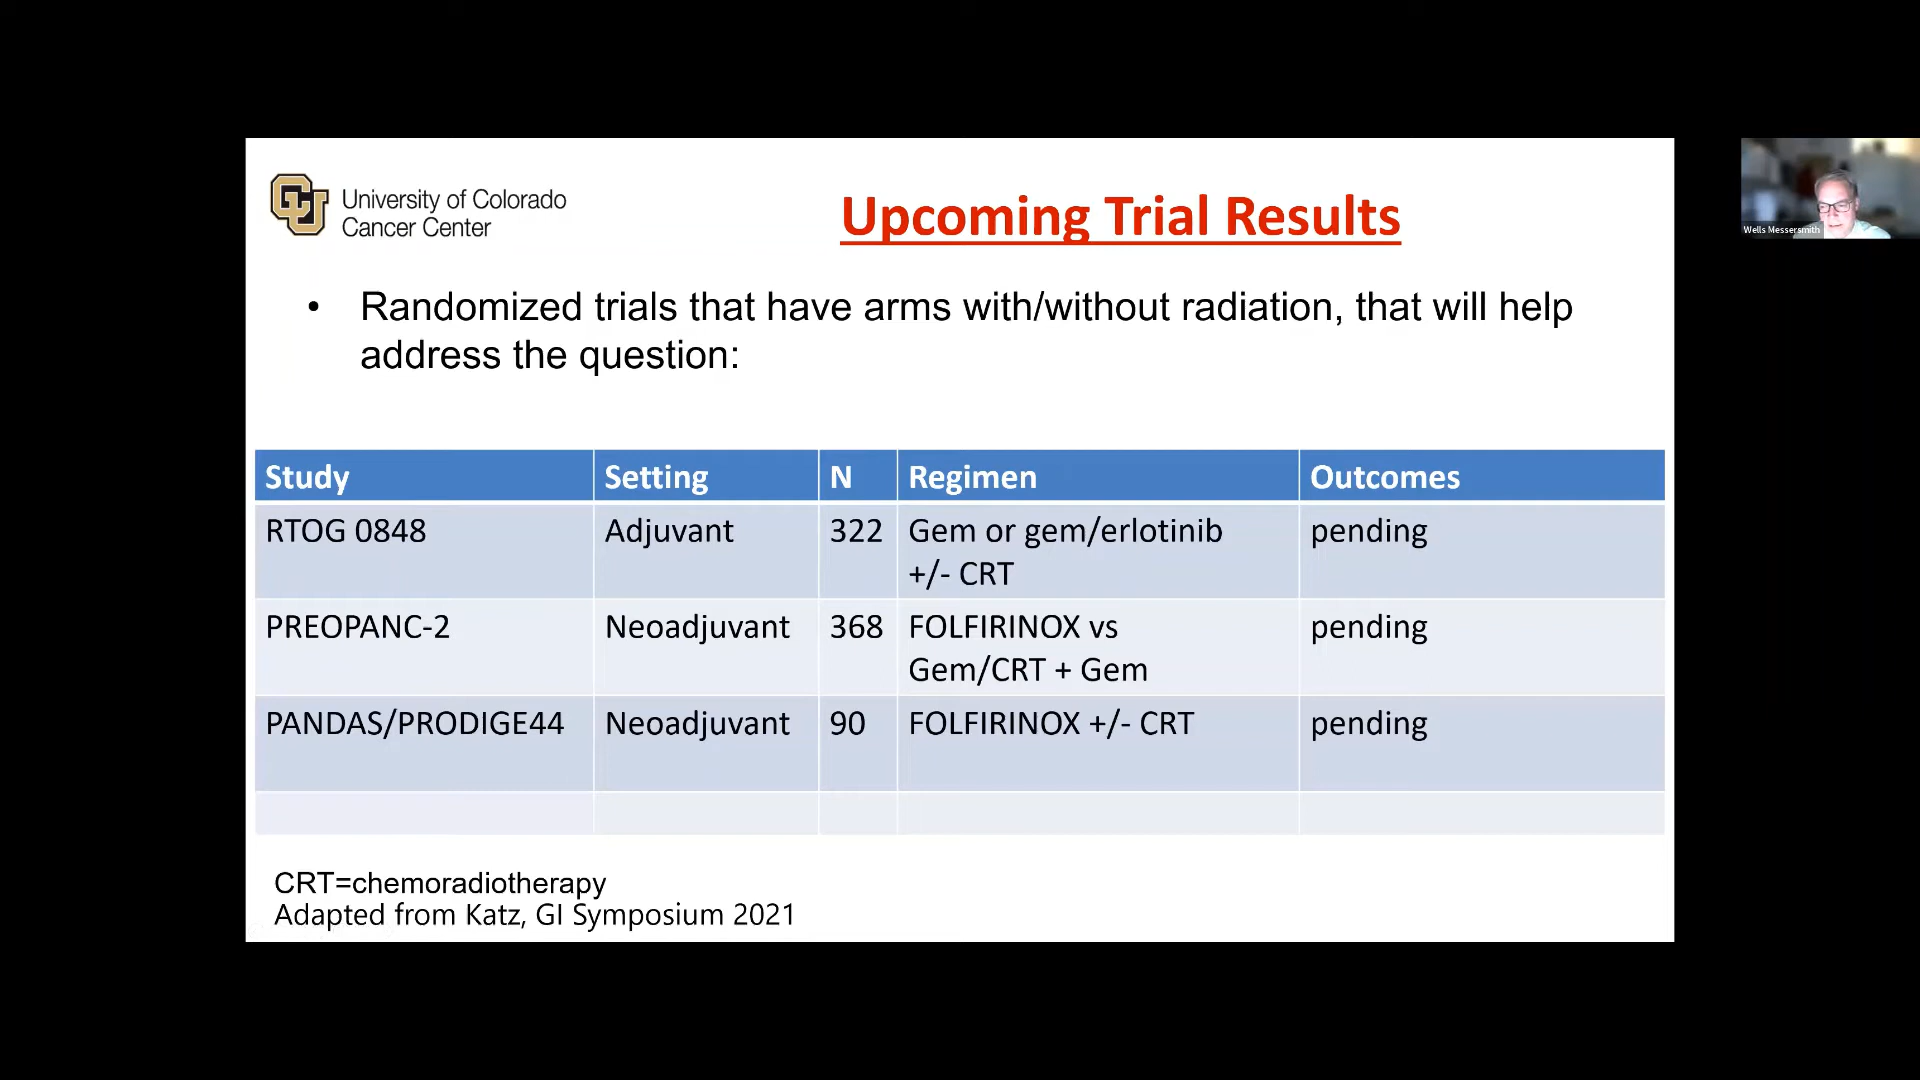 University of Colorado
Cancer Center
Upcoming Trial Results
Wells Messersmith
• Randomized trials that have arms with/without radiation, that will help
address the question:
Study Setting N Regimen Outcomes
RTOG 0848 Adjuvant 322 Gem or gem/erlotinib pending
+/- CRT
PREOPANC-2 Neoadjuvant 368 FOLFIRINOX vs pending
Gem/CRT + Gem
PANDAS/PRODIGE44 Neoadjuvant 90 FOLFIRINOX +/- CRT pending
CRT=chemoradiotherapy
Adapted from Katz, GI Symposium 2021